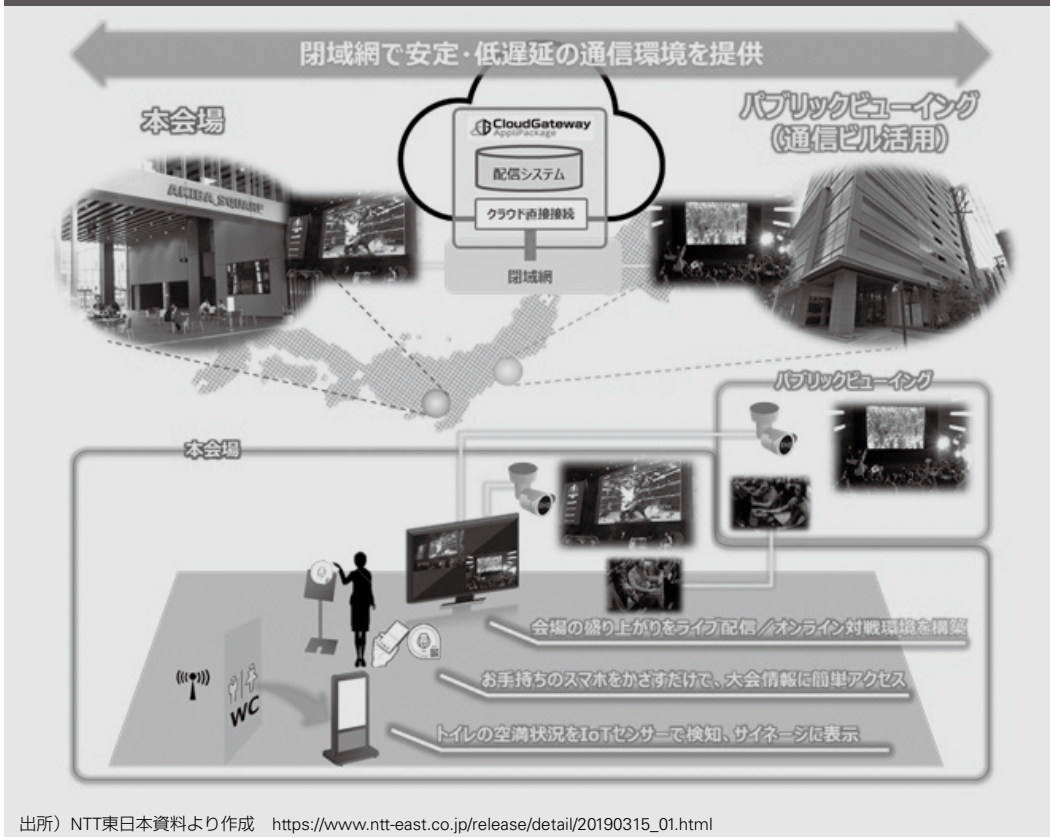 閉域網で安定・低遅延の通信環境を提供
本会場
AKIBA_SQUARE
CloudGateway
AppliPackage
配信システム
クラウド直接接続
閉域網
パブリックビューイング
(通信ビル活用)
パブリックビューイング
本会場
会場の盛り上がりをライブ配信/オンライン対戦環境を構築
お手持ちのスマホをかざすだけで、大会情報に簡単アクセス
WC
トイレの空満状況をIoTセンサーで検知、サイネージに表示
出所)NTT東日本資料より作成 https://www.ntt-east.co.jp/release/detail/20190315_01.html